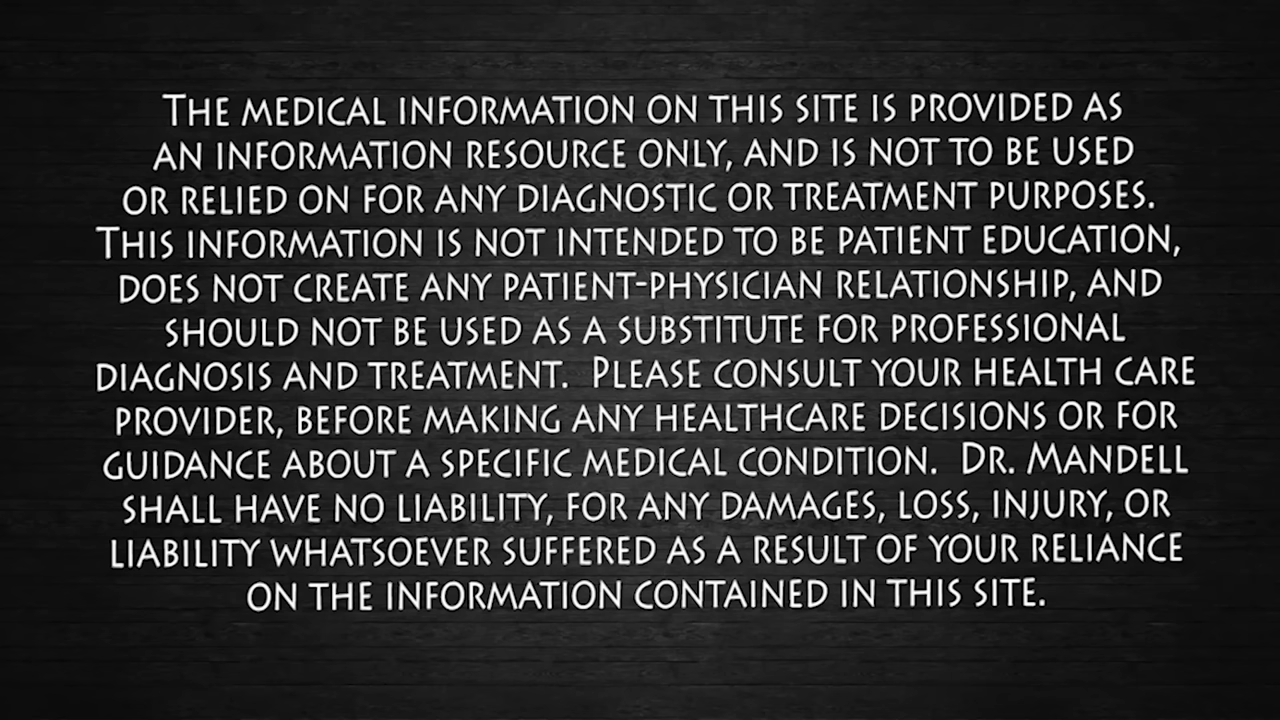 The medical information on this site is provided as
an information resource only, and is not to be used
or relied on for any diagnostic or treatment purposes.
This information is not intended to be patient education,
does not create any patient-physician relationship, and
should not be used as a substitute for professional
diagnosis and treatment.  Please consult your health care
provider, before making any healthcare decisions or for
guidance about a specific medical condition.  Dr. Mandell
shall have no liability, for any damages, loss, injury, or
liability whatsoever suffered as a result of your reliance
on the information contained in this site.